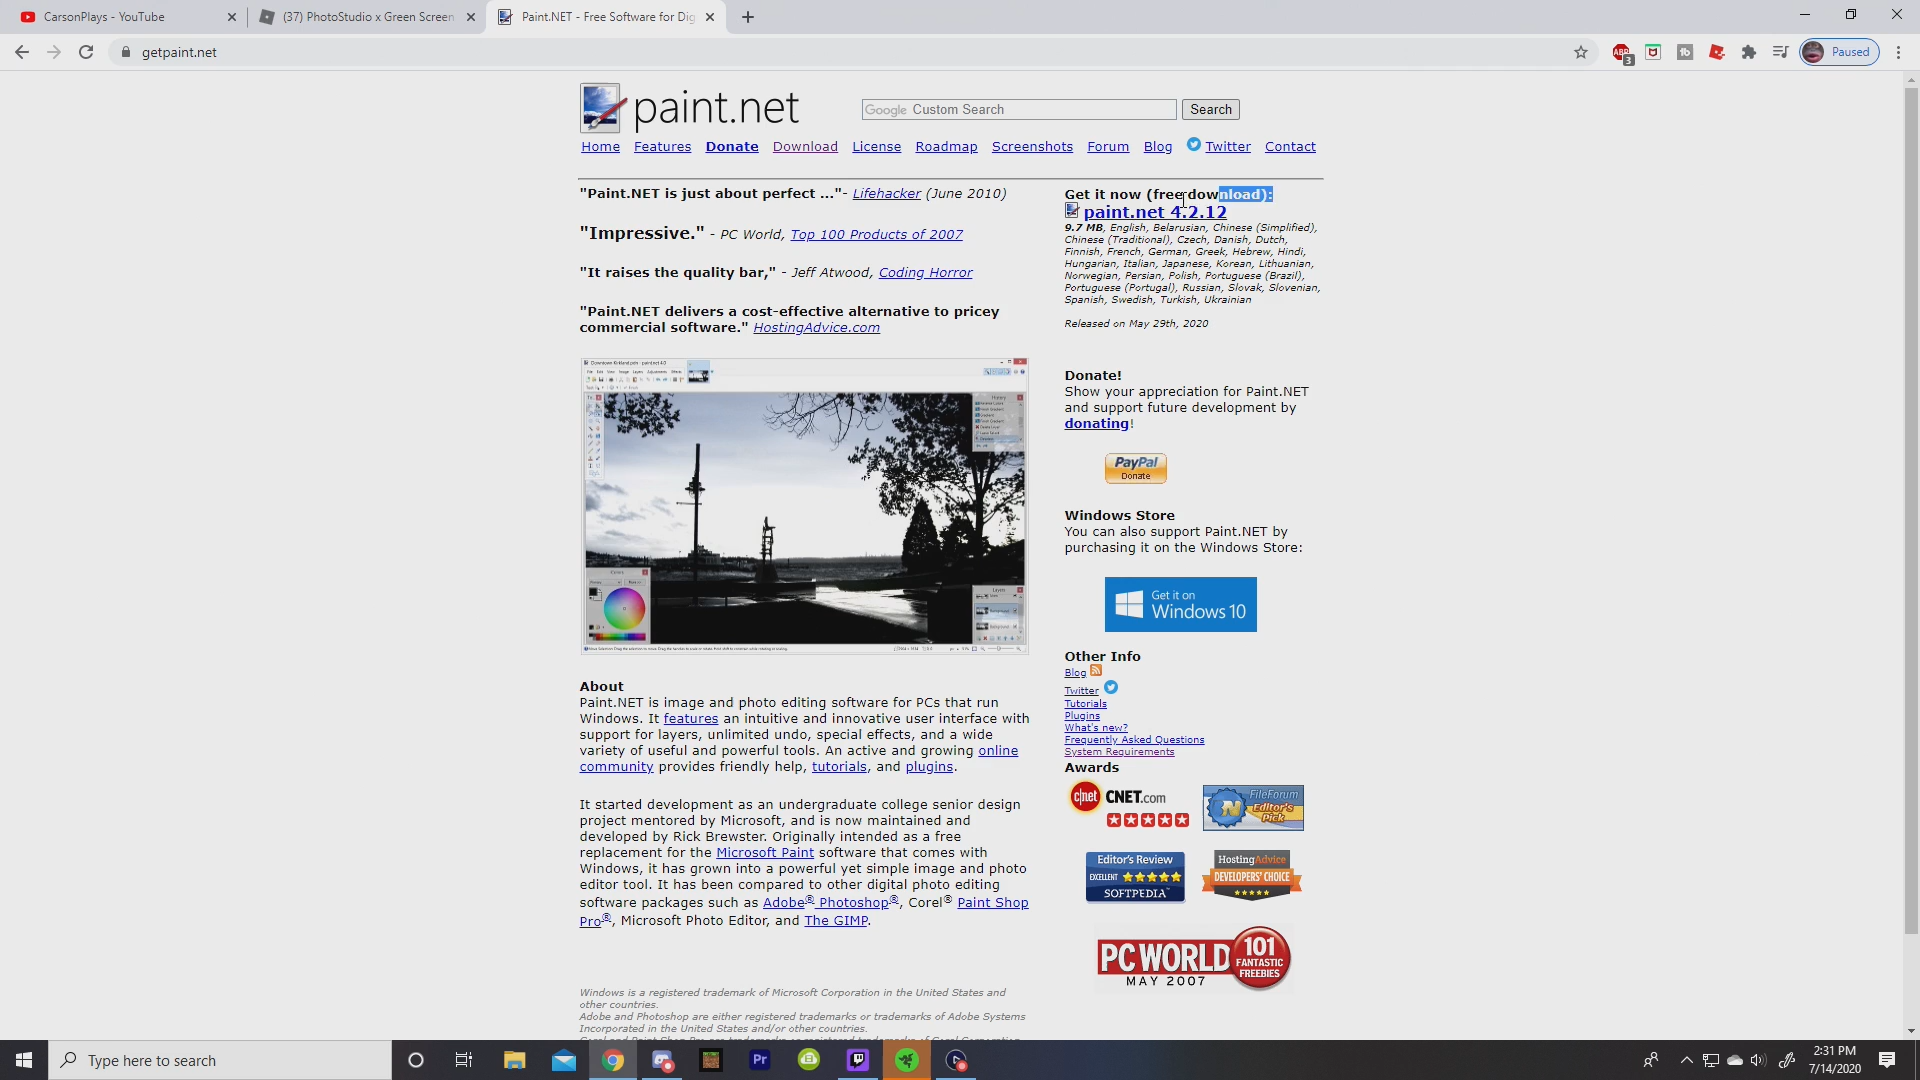 CarsonPlays - YouTube
(37) PhotoStudio x Green Screen
Paint.NET - Free Software for Dig
getpaint.net
3
Paused
paint.net
Google Custom Search
Search
Home Features Donate Download License Roadmap Screenshots Forum Blog Twitter Contact
"Paint.NET is just about perfect ..."- Lifehacker (June 2010)
"Impressive." - PC World, Top 100 Products of 2007
"It raises the quality bar," - Jeff Atwood, Coding Horror
"Paint.NET delivers a cost-effective alternative to pricey
commercial software." HostingAdvice.com
About
Paint.NET is image and photo editing software for PCs that run
Windows. It features an intuitive and innovative user interface with
support for layers, unlimited undo, special effects, and a wide
variety of useful and powerful tools. An active and growing online
community provides friendly help, tutorials, and plugins.
It started development as an undergraduate college senior design
project mentored by Microsoft, and is now maintained and
developed by Rick Brewster. Originally intended as a free
replacement for the Microsoft Paint software that comes with
Windows, it has grown into a powerful yet simple image and photo
editor tool. It has been compared to other digital photo editing
software packages such as Adobe® Photoshop®, Corel® Paint Shop
Pro®, Microsoft Photo Editor, and The GIMP.
Windows is a registered trademark of Microsoft Corporation in the United States and
other countries.
Adobe and Photoshop are either registered trademarks or trademarks of Adobe Systems
Incorporated in the United States and/or other countries.
Get it now (free download):
paint.net 4.2.12
9.7 MB, English, Belarusian, Chinese (Simplified),
Chinese (Traditional), Czech, Danish, Dutch,
Finnish, French, German, Greek, Hebrew, Hindi,
Hungarian, Italian, Japanese, Korean, Lithuanian,
Norwegian, Persian, Polish, Portuguese (Brazil),
Portuguese (Portugal), Russian, Slovak, Slovenian,
Spanish, Swedish, Turkish, Ukrainian
Released on May 29th, 2020
Donate!
Show your appreciation for Paint.NET
and support future development by
donating!
PayPal
Donate
Windows Store
You can also support Paint.NET by
purchasing it on the Windows Store:
Get it on
Windows 10
Other Info
Blog
Twitter
Tutorials
Plugins
What's new?
Frequently Asked Questions
System Requirements
Awards
c|net CNET.com
FileForum
Editor's
Pick
Editor's Review
EXCELLENT
SOFTPEDIA
HostingAdvice
DEVELOPERS' CHOICE
PC WORLD
MAY 2007
101
FANTASTIC
FREEBIES
Type here to search
Pr
2:31 PM
7/14/2020